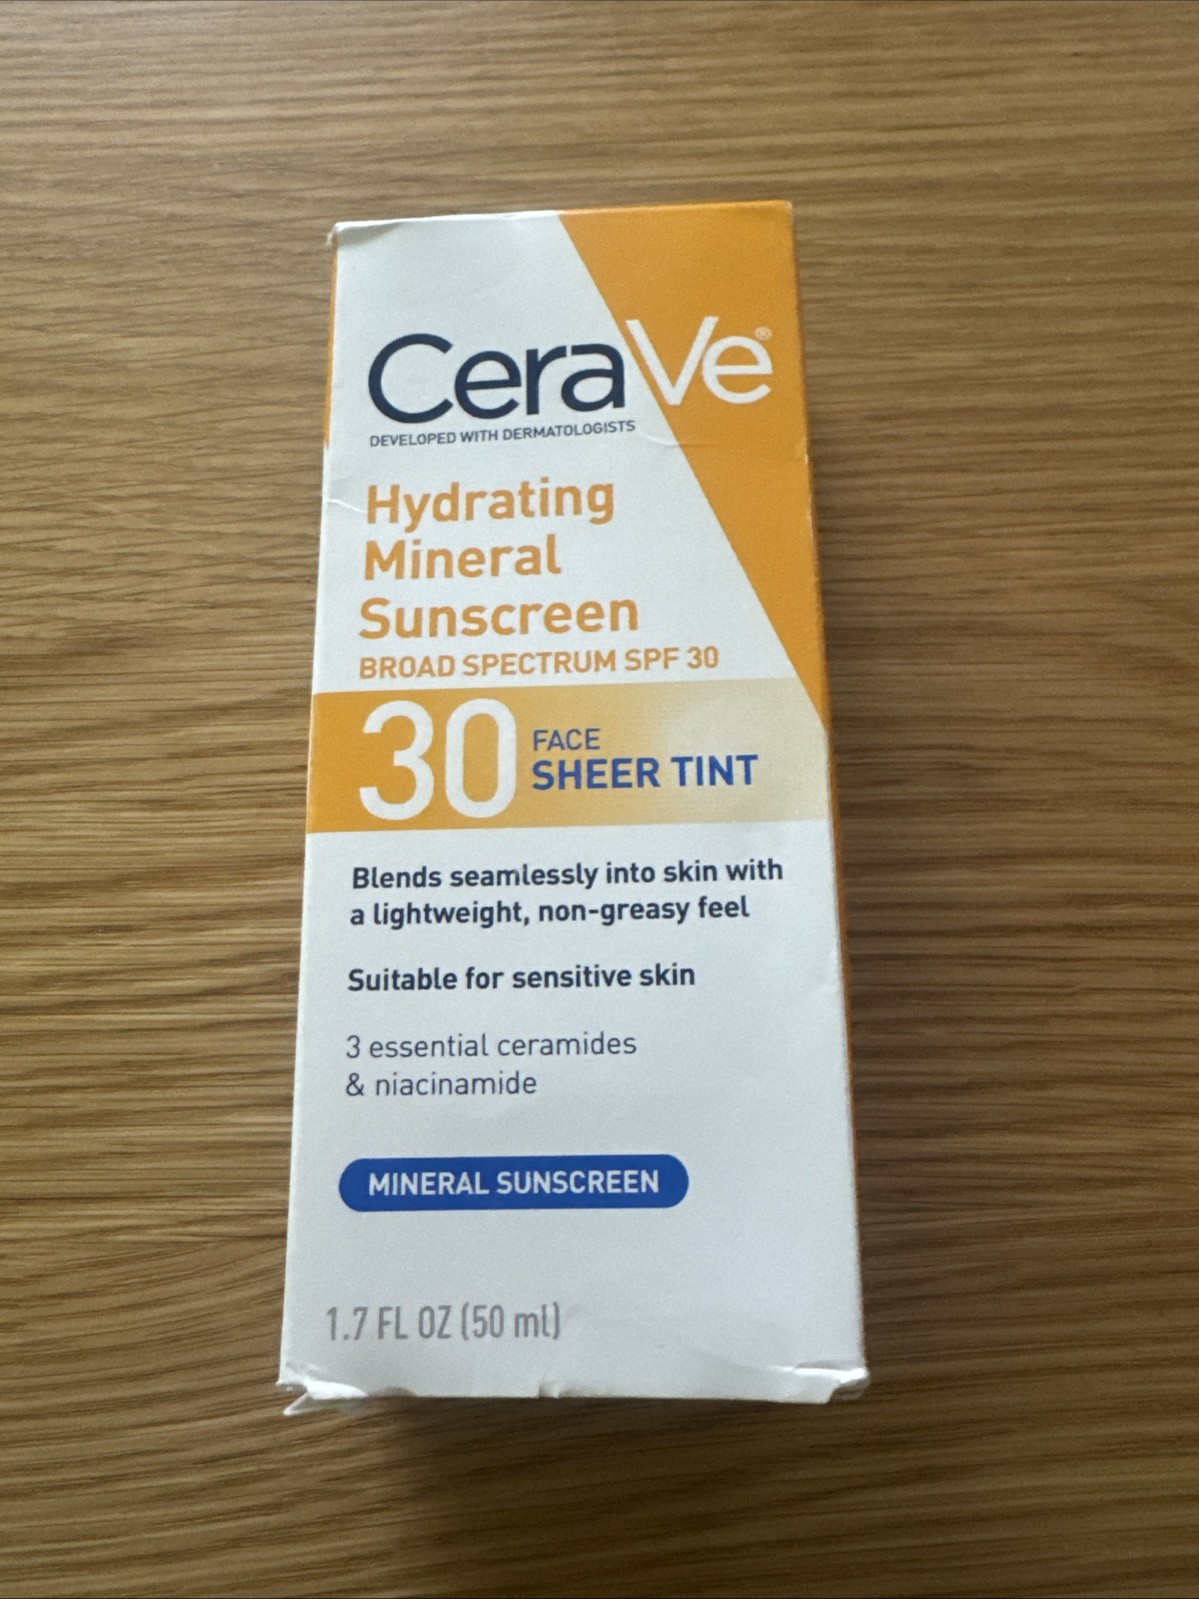 CeraVe®
DEVELOPED WITH DERMATOLOGISTS
Hydrating
Mineral
Sunscreen
BROAD SPECTRUM SPF 30
30 FACE
SHEER TINT
Blends seamlessly into skin with
a lightweight, non-greasy feel
Suitable for sensitive skin
3 essential ceramides
& niacinamide
MINERAL SUNSCREEN
1.7 FL OZ (50 ml)